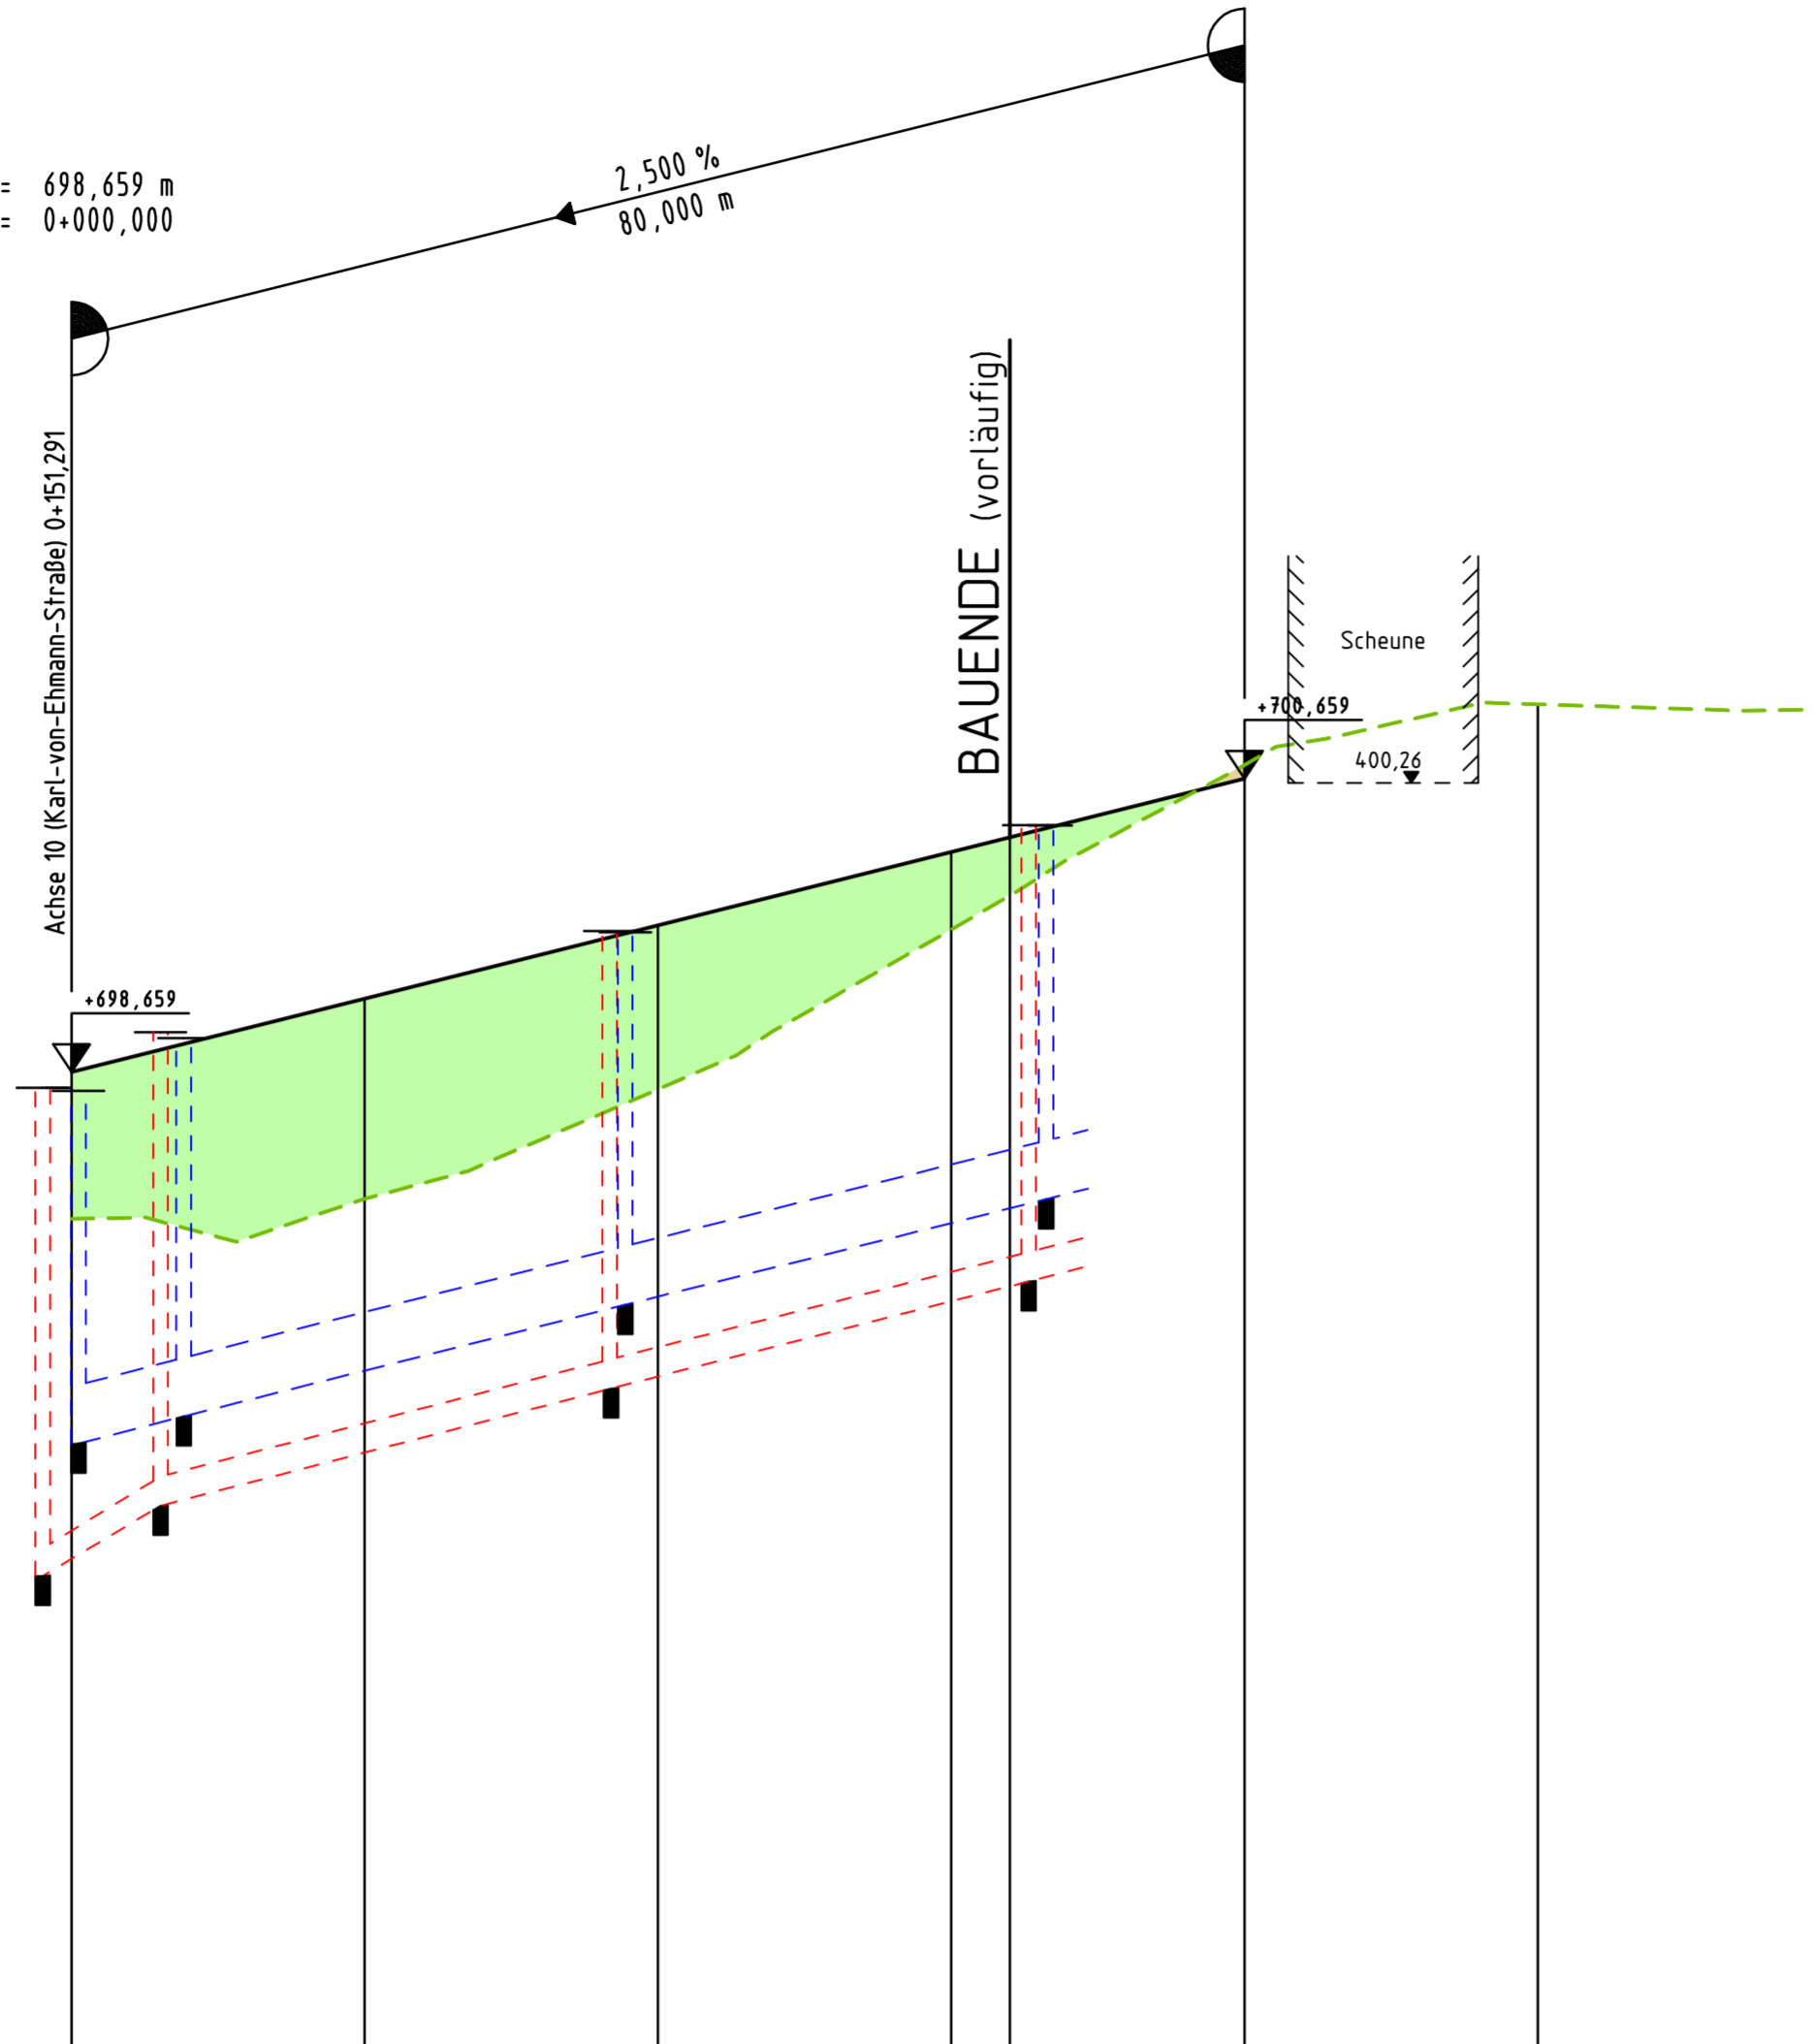 2,500 %
80,000 m
= 698,659 m
= 0+000,000
Achse 10 (Karl-von-Ehmann-Straße) 0+151,291
BAUENDE (vorläufig)
Scheune
+700,659
400,26
+698,659